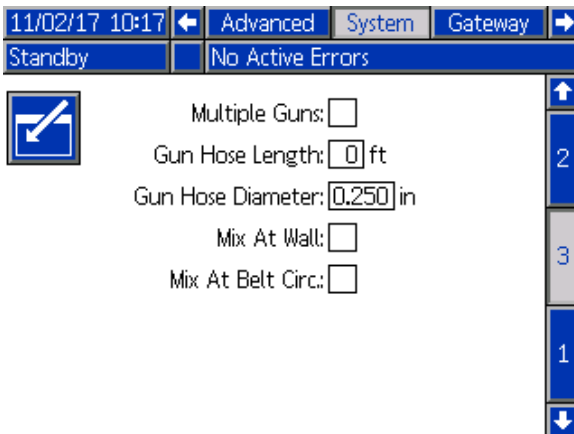 11/02/17 10:17 Advanced System Gateway
Standby No Active Errors
Multiple Guns:
Gun Hose Length: 0 ft
Gun Hose Diameter: 0.250 in
Mix At Wall:
Mix At Belt Circ.:
2
3
1